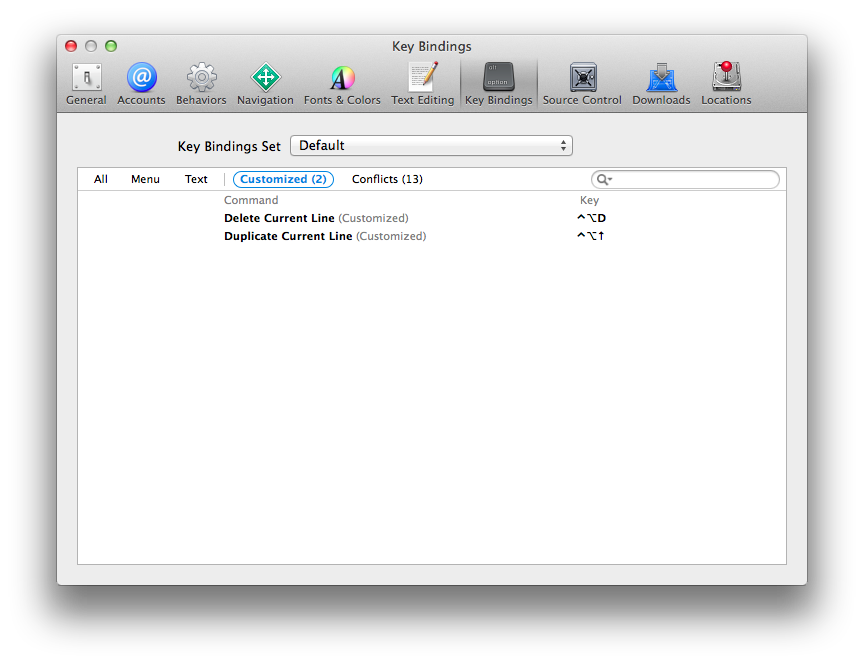 Key Bindings
General Accounts Behaviors Navigation Fonts & Colors Text Editing Key Bindings Source Control Downloads Locations
Key Bindings Set Default
All Menu Text Customized (2) Conflicts (13)
Command Key
Delete Current Line (Customized) ^⌥D
Duplicate Current Line (Customized) ^⌥↑